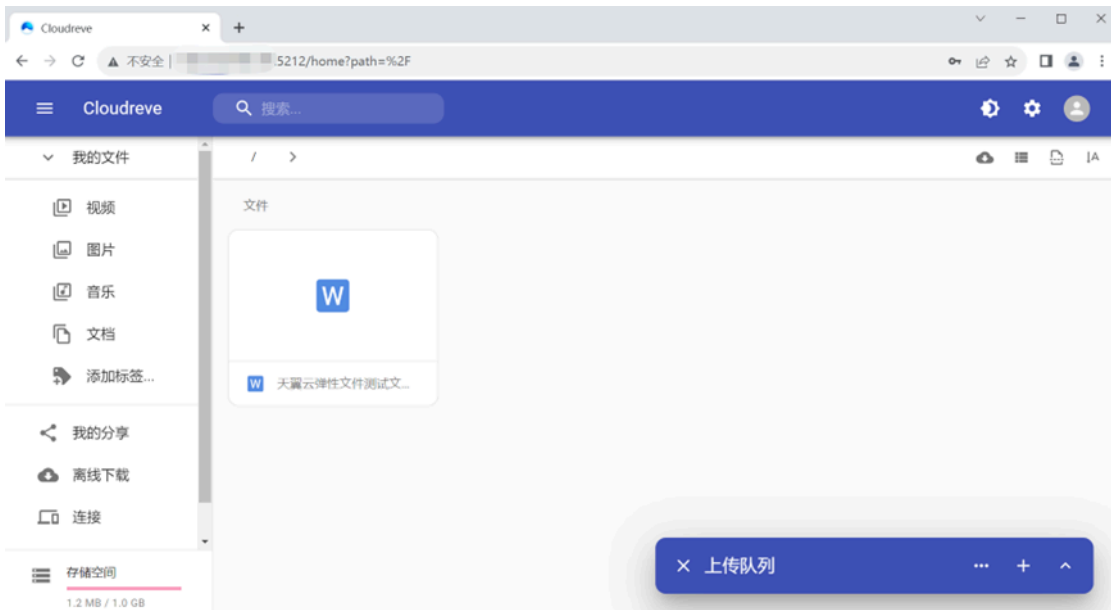 Cloudreve
不安全 | :5212/home?path=%2F
Cloudreve
搜索...
我的文件
/ >
视频
图片
音乐
文档
添加标签...
我的分享
离线下载
连接
存储空间
1.2 MB / 1.0 GB
文件
W
W 天翼云弹性文件测试文...
上传队列